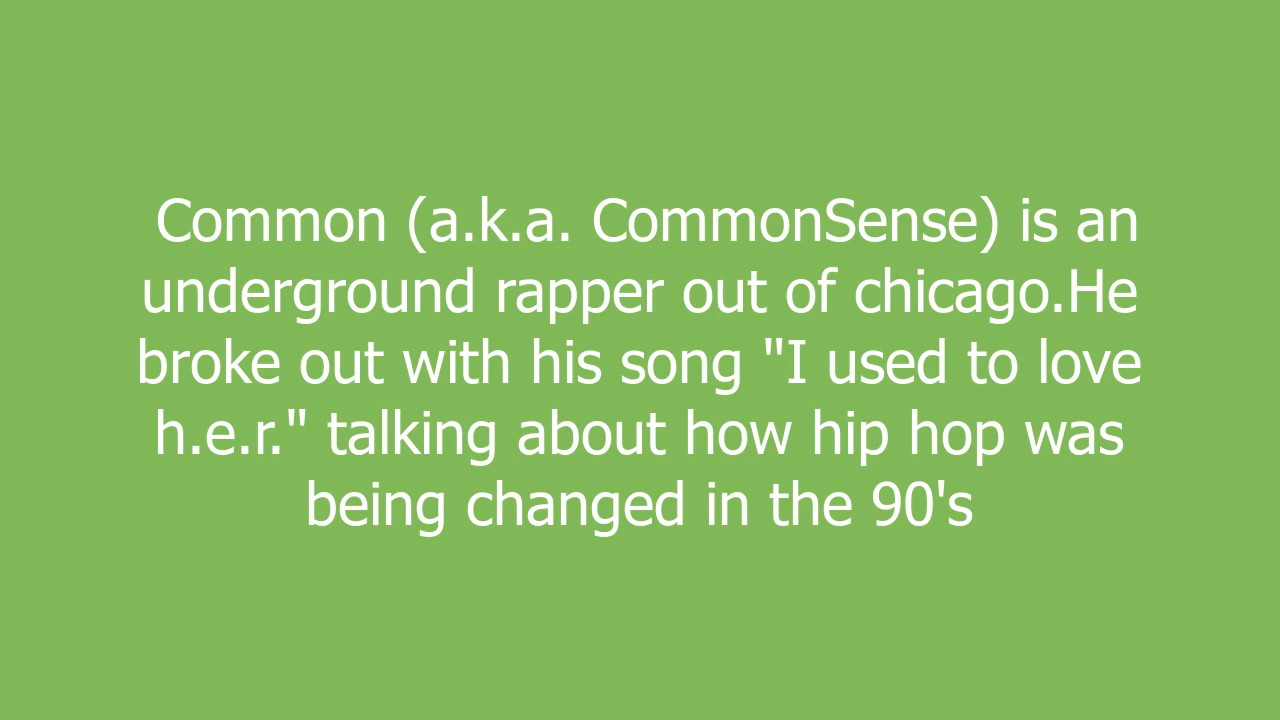 Common (a.k.a. CommonSense) is an
underground rapper out of chicago.He
broke out with his song "I used to love
h.e.r." talking about how hip hop was
being changed in the 90's